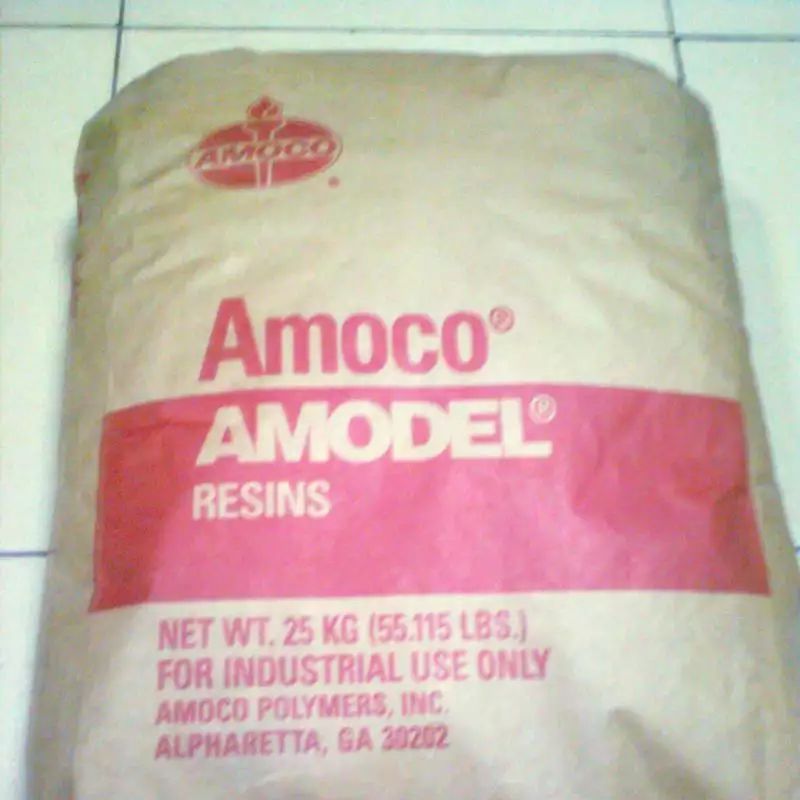 AMOCO
Amoco®
AMODEL®
RESINS
NET WT. 25 KG (55.115 LBS.)
FOR INDUSTRIAL USE ONLY
AMOCO POLYMERS, INC.
ALPHARETTA, GA 30202